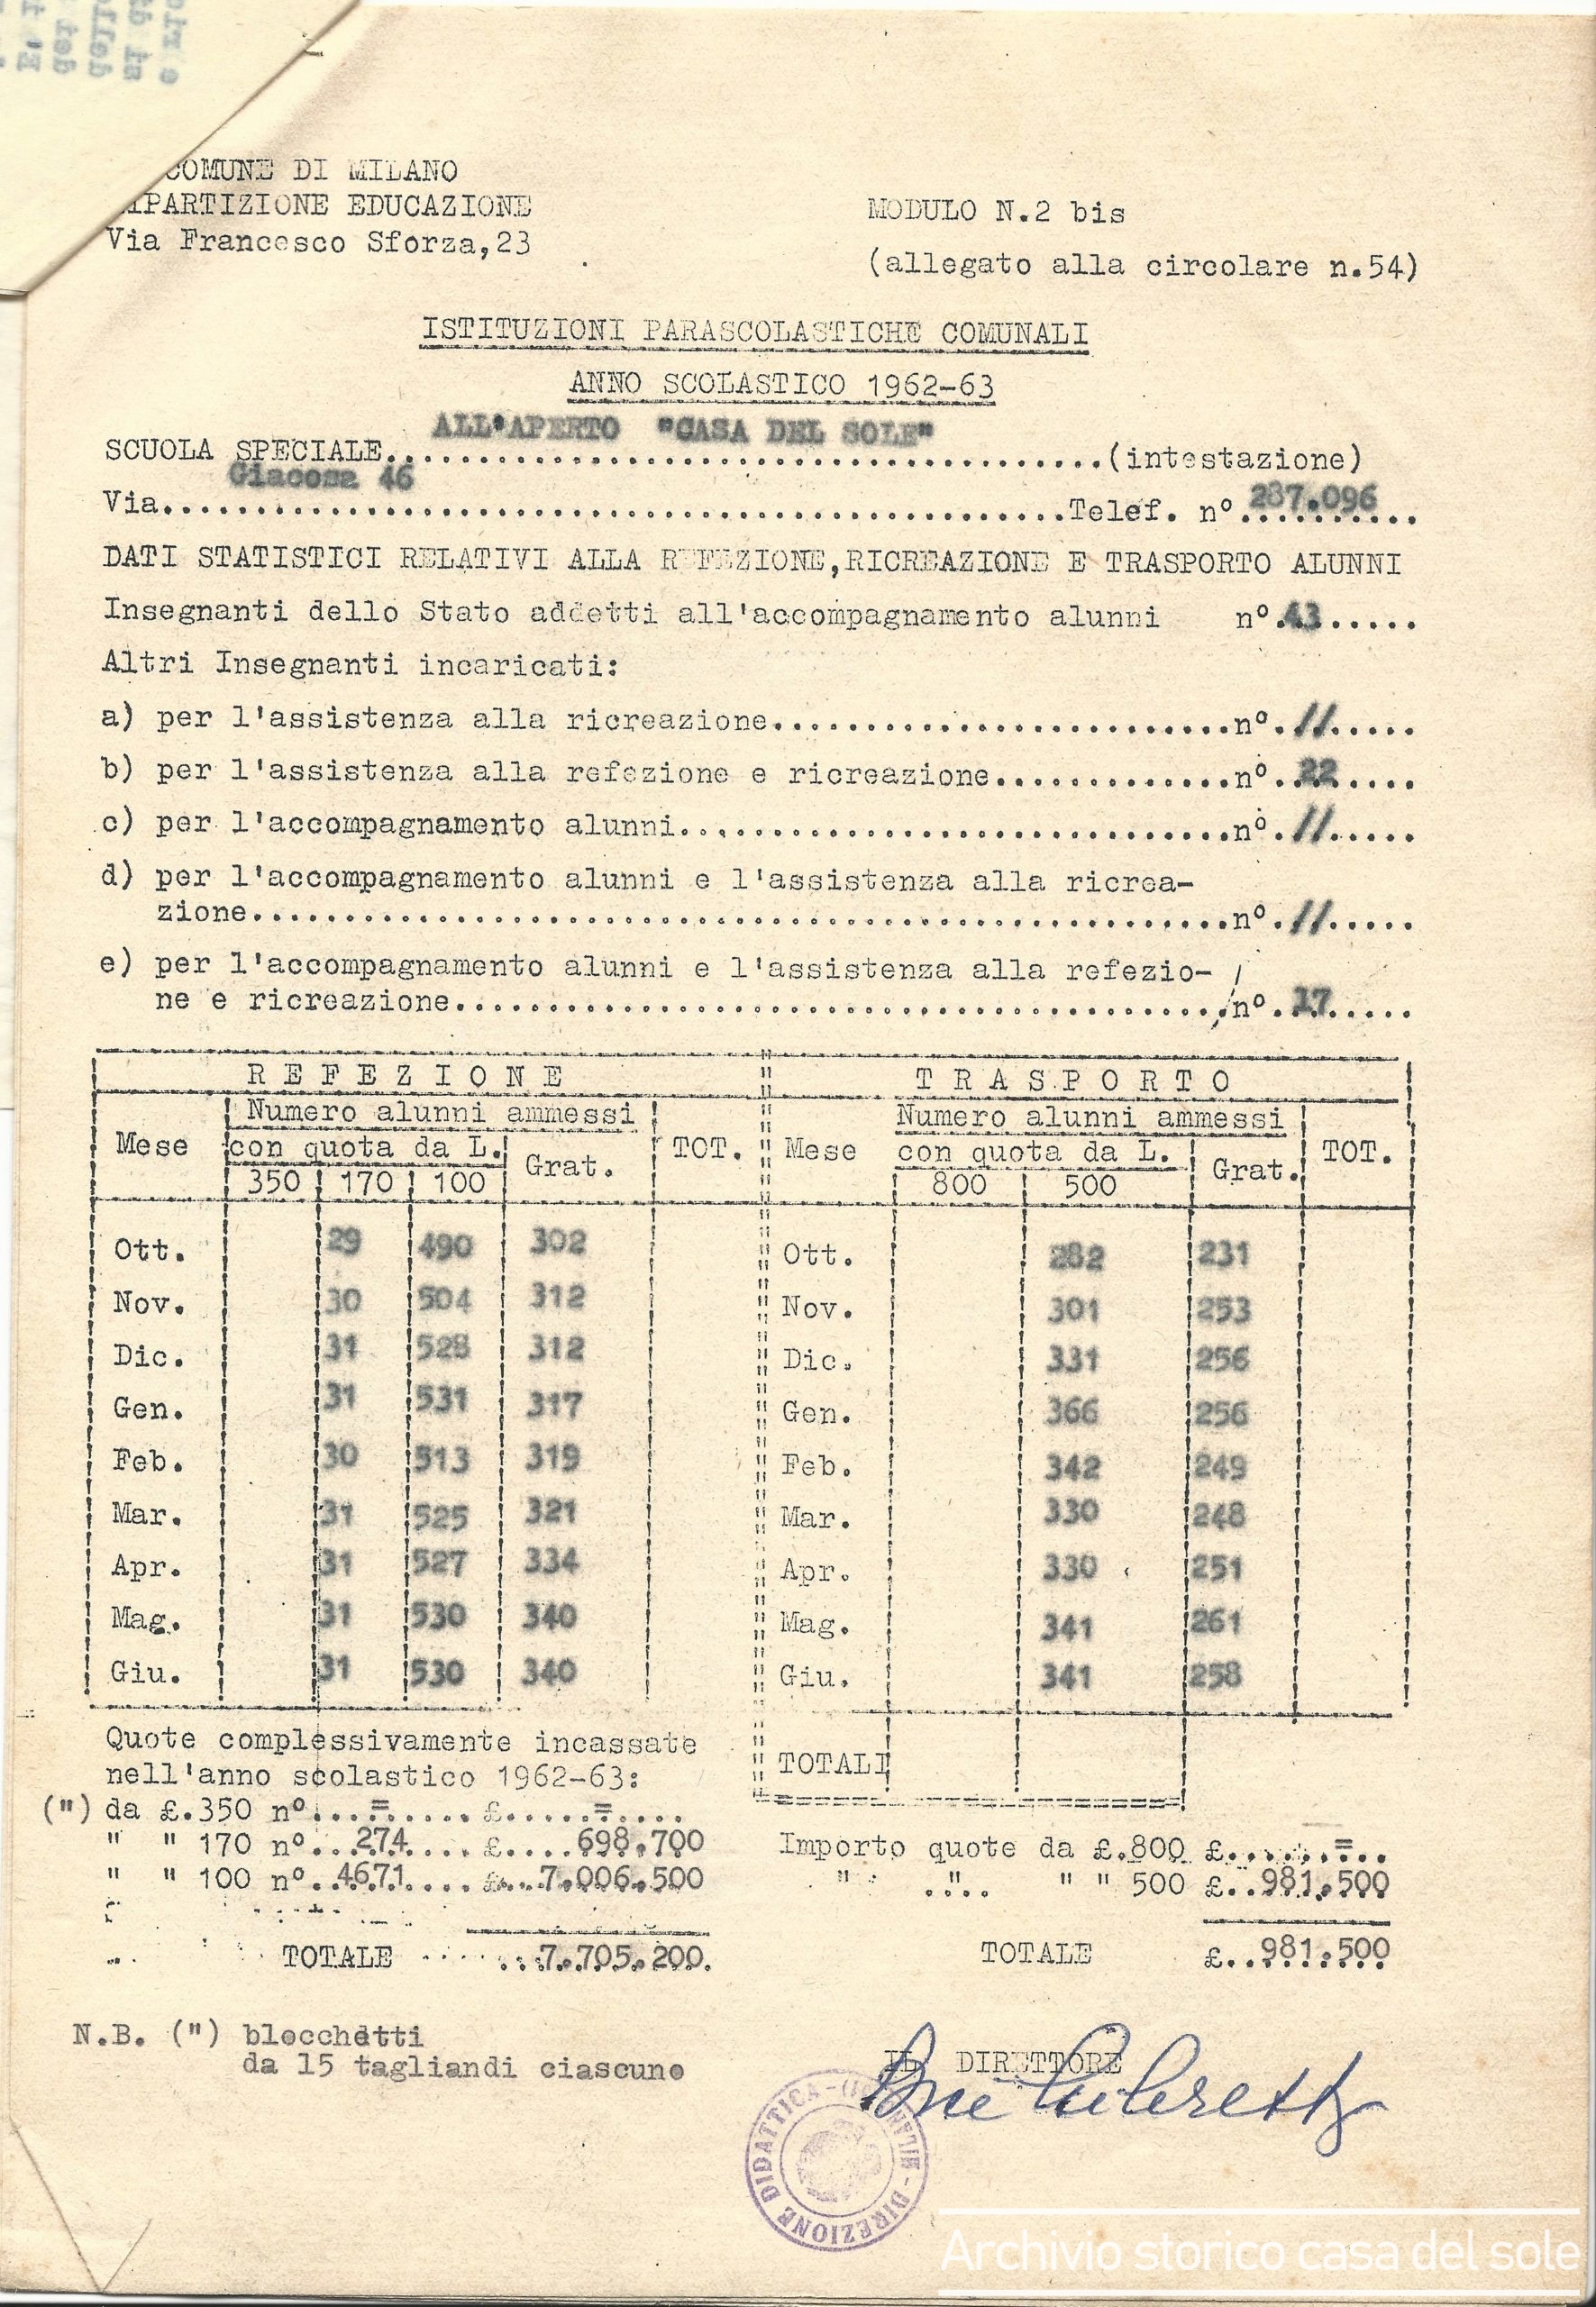 COMUNE DI MILANO
RIPARTIZIONE EDUCAZIONE
Via Francesco Sforza,23
MODULO N.2 bis
(allegato alla circolare n.54)
ISTITUZIONI PARASCOLASTICHE COMUNALI
ANNO SCOLASTICO 1962-63
SCUOLA SPECIALE ALL'APERTO "CASA DEL SOLE" (intestazione)
Via Giacosa 46 Telef. nº 287.096
DATI STATISTICI RELATIVI ALLA REFEZIONE,RICREAZIONE E TRASPORTO ALUNNI
Insegnanti dello Stato addetti all'accompagnamento alunni nº.43.....
Altri Insegnanti incaricati:
a) per l'assistenza alla ricreazione.........................nº.//.....
b) per l'assistenza alla refezione e ricreazione.............nº.22.....
c) per l'accompagnamento alunni..............................nº.//.....
d) per l'accompagnamento alunni e l'assistenza alla ricrea-
zione.....................................................nº.//.....
e) per l'accompagnamento alunni e l'assistenza alla refezio-
ne e ricreazione..........................................nº.17.....
R E F E Z I O N E
Mese Numero alunni ammessi TOT.
con quota da L. Grat.
350 170 100
Ott. 29 490 302
Nov. 30 504 312
Dic. 31 528 312
Gen. 31 531 317
Feb. 30 513 319
Mar. 31 525 321
Apr. 31 527 334
Mag. 31 530 340
Giu. 31 530 340
T R A S P O R T O
Mese Numero alunni ammessi TOT.
con quota da L. Grat.
800 500
Ott. 282 231
Nov. 301 253
Dic. 331 256
Gen. 366 256
Feb. 342 249
Mar. 330 248
Apr. 330 251
Mag. 341 261
Giu. 341 258
TOTALI
Quote complessivamente incassate
nell'anno scolastico 1962-63:
(") da £.350 nº...=..... £......=....
" " 170 nº...274.... £.....698.700
" " 100 nº..4671.... £...7.006.500
TOTALE 7.705.200.
Importo quote da £.800 £.......=..
" " " " 500 £..981.500
TOTALE £..981.500
N.B. (") blocchetti
da 15 tagliandi ciascuno
IL DIRETTORE
DIREZIONE DIDATTICA
Archivio storico casa del sole